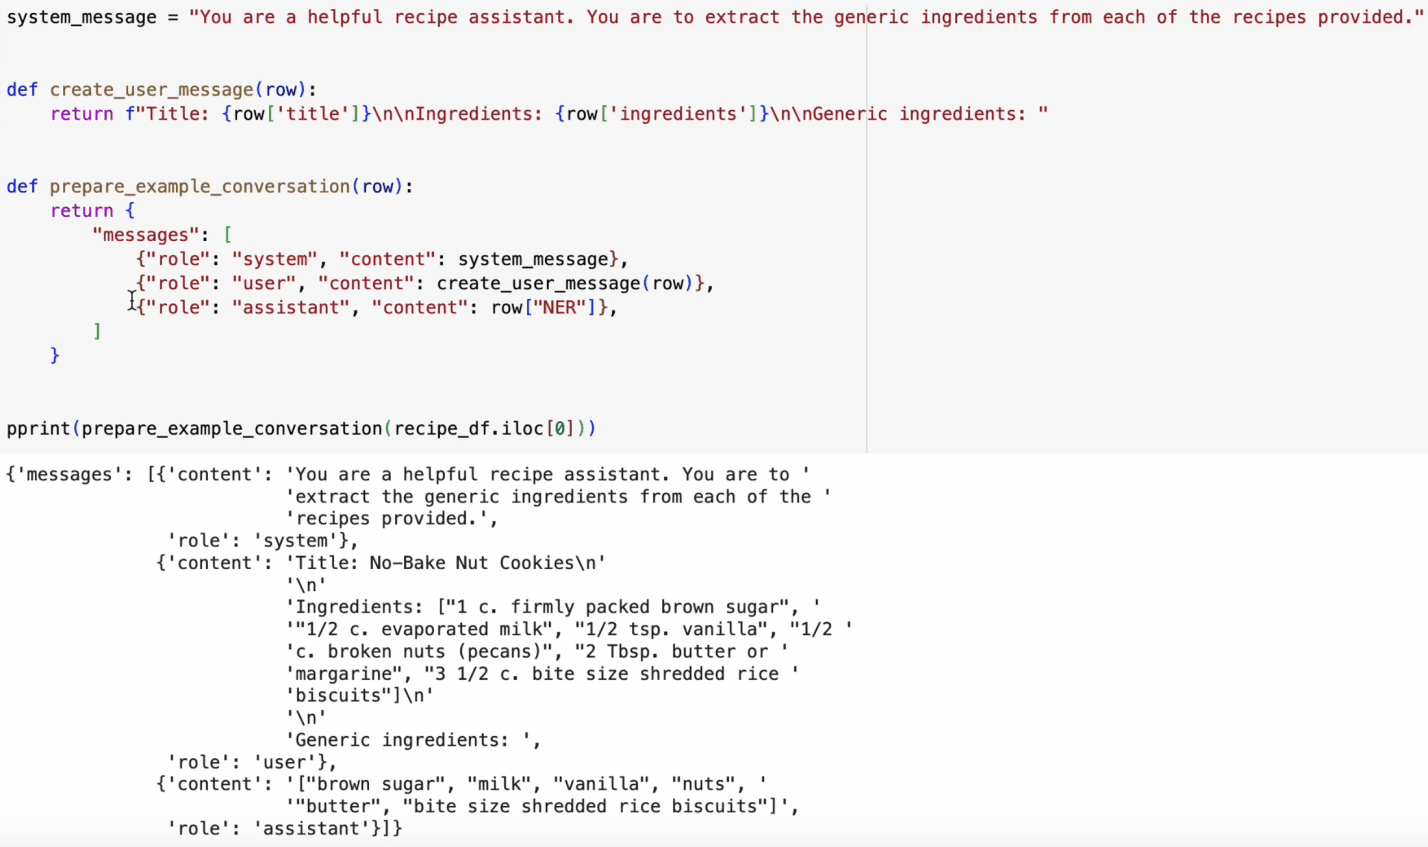 system_message = "You are a helpful recipe assistant. You are to extract the generic ingredients from each of the recipes provided."
def create_user_message(row):
    return f"Title: {row['title']}\n\nIngredients: {row['ingredients']}\n\nGeneric ingredients: "
def prepare_example_conversation(row):
    return {
        "messages": [
            {"role": "system", "content": system_message},
            {"role": "user", "content": create_user_message(row)},
            {"role": "assistant", "content": row["NER"]},
        ]
    }
pprint(prepare_example_conversation(recipe_df.iloc[0]))
{'messages': [{'content': 'You are a helpful recipe assistant. You are to '
                          'extract the generic ingredients from each of the '
                          'recipes provided.',
               'role': 'system'},
              {'content': 'Title: No-Bake Nut Cookies\n'
                          '\n'
                          'Ingredients: ["1 c. firmly packed brown sugar", '
                          '"1/2 c. evaporated milk", "1/2 tsp. vanilla", "1/2 '
                          'c. broken nuts (pecans)", "2 Tbsp. butter or '
                          'margarine", "3 1/2 c. bite size shredded rice '
                          'biscuits"]\n'
                          '\n'
                          'Generic ingredients: ',
               'role': 'user'},
              {'content': '["brown sugar", "milk", "vanilla", "nuts", '
                          '"butter", "bite size shredded rice biscuits"]',
               'role': 'assistant'}]}